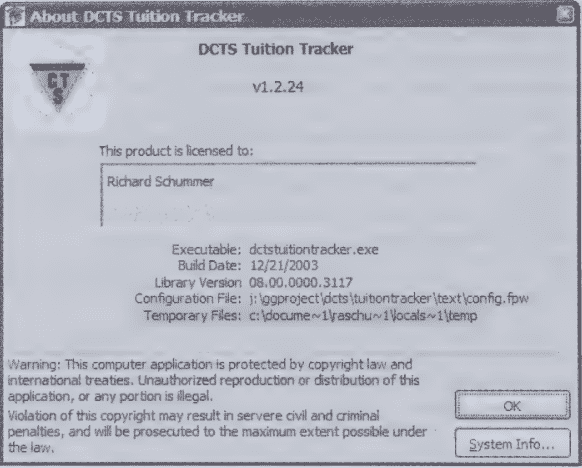 About DCTS Tuition Tracker
DCTS Tuition Tracker
CT
S
v1.2.24
This product is licensed to:
Richard Schummer
Executable: dctstuitiontracker.exe
Build Date: 12/21/2003
Library Version 08.00.0000.3117
Configuration File: j:\ggproject\dcts\tuitiontracker\text\config.fpw
Temporary Files: c:\docume~1\raschu~1\locals~1\temp
Warning: This computer application is protected by copyright law and
international treaties. Unauthorized reproduction or distribution of this
application, or any portion is illegal.
Violation of this copyright may result in servere civil and criminal
penalties, and will be prosecuted to the maximum extent possible under
the law.
OK
System Info...